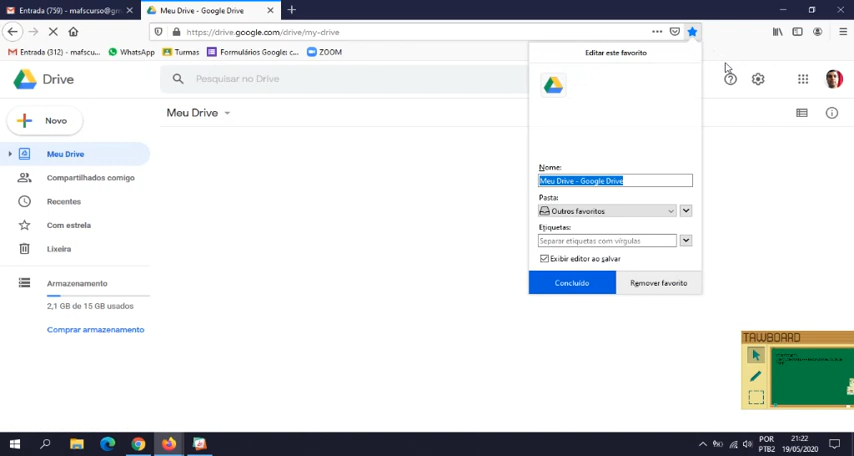 Entrada (759) - mafscurso@gm
Meu Drive - Google Drive
https://drive.google.com/drive/my-drive
Entrada (312) - mafscu...
WhatsApp
Turmas
Formulários Google: c...
ZOOM
Editar este favorito
Drive
Pesquisar no Drive
Novo
Meu Drive
Meu Drive
Compartilhados comigo
Recentes
Com estrela
Lixeira
Armazenamento
2,1 GB de 15 GB usados
Comprar armazenamento
Nome:
Meu Drive - Google Drive
Pasta:
Outros favoritos
Etiquetas:
Separar etiquetas com vírgulas
Exibir editor ao salvar
Concluído
Remover favorito
TAWBOARD
POR
PTB2
21:22
19/05/2020